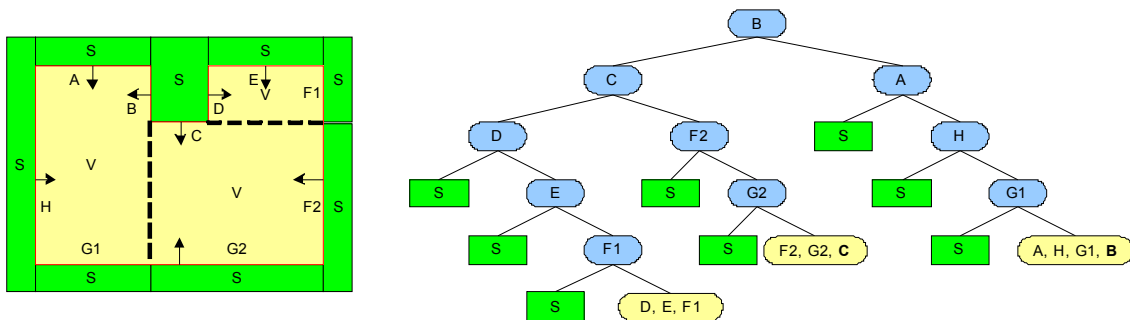 S S
A S E S
B D V F1
C
S V
V
H F2 S
G1 G2
S S
B
C A
D F2 S H
S E S G2 S G1
S F1 S F2, G2, C S A, H, G1, B
S D, E, F1